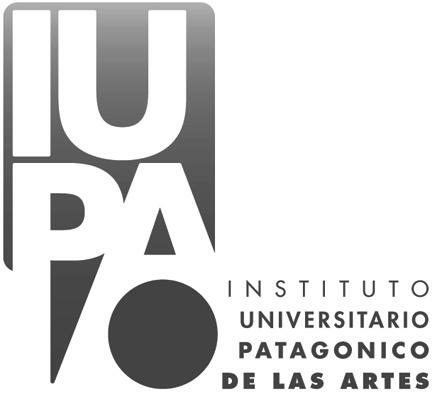 IU
PA
INSTITUTO
UNIVERSITARIO
PATAGONICO
DE LAS ARTES